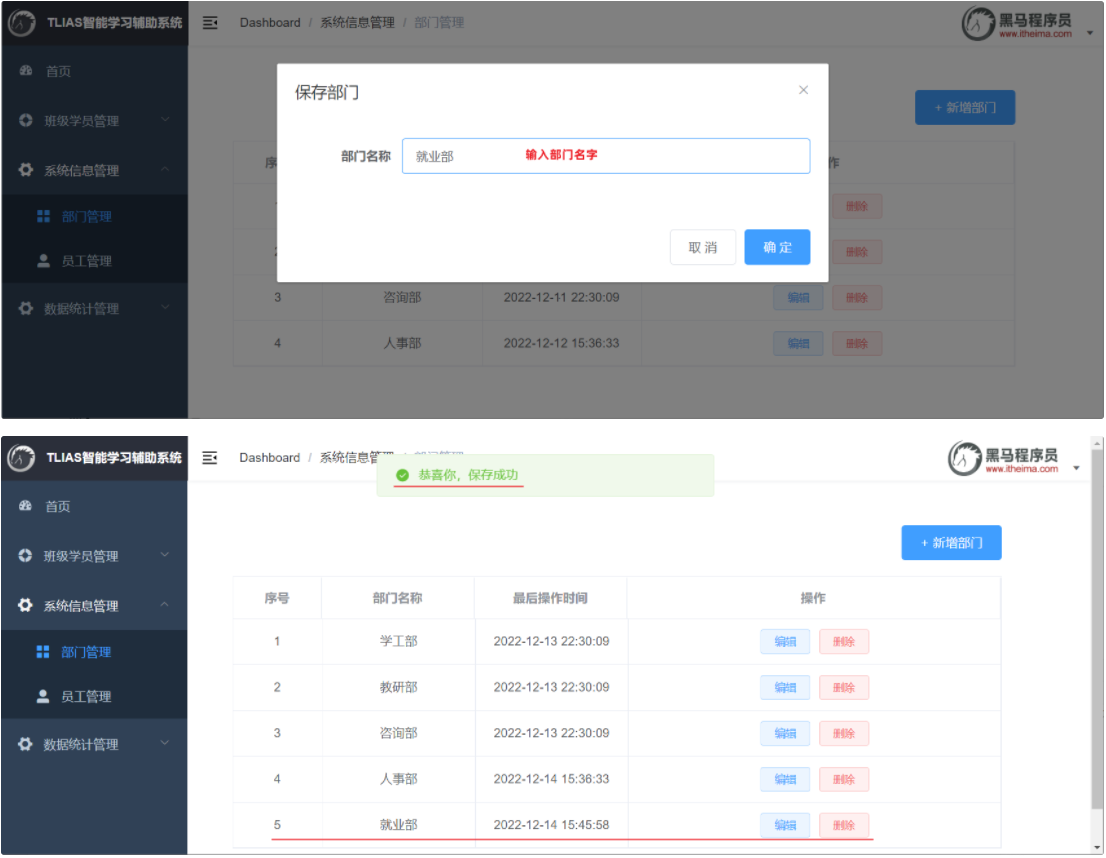 TLIAS智能学习辅助系统
Dashboard / 系统信息管理 / 部门管理
黑马程序员
www.itheima.com
首页
班级学员管理
系统信息管理
部门管理
员工管理
数据统计管理
保存部门
部门名称 就业部 输入部门名字
取消 确定
+ 新增部门
序 作
删除
删除
3 咨询部 2022-12-11 22:30:09 编辑 删除
4 人事部 2022-12-12 15:36:33 编辑 删除
TLIAS智能学习辅助系统
Dashboard / 系统信息管理 / 部门管理
恭喜你，保存成功
黑马程序员
www.itheima.com
首页
班级学员管理
系统信息管理
部门管理
员工管理
数据统计管理
+ 新增部门
序号 部门名称 最后操作时间 操作
1 学工部 2022-12-13 22:30:09 编辑 删除
2 教研部 2022-12-13 22:30:09 编辑 删除
3 咨询部 2022-12-13 22:30:09 编辑 删除
4 人事部 2022-12-14 15:36:33 编辑 删除
5 就业部 2022-12-14 15:45:58 编辑 删除